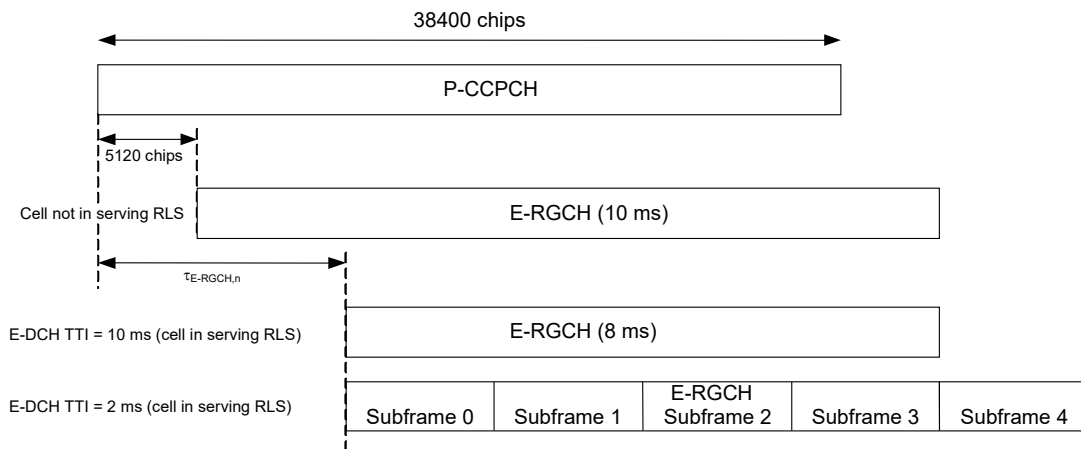 38400 chips
P-CCPCH
5120 chips
Cell not in serving RLS
E-RGCH (10 ms)
τE-RGCH,n
E-DCH TTI = 10 ms (cell in serving RLS)
E-RGCH (8 ms)
E-DCH TTI = 2 ms (cell in serving RLS)
E-RGCH
Subframe 0 Subframe 1 Subframe 2 Subframe 3 Subframe 4